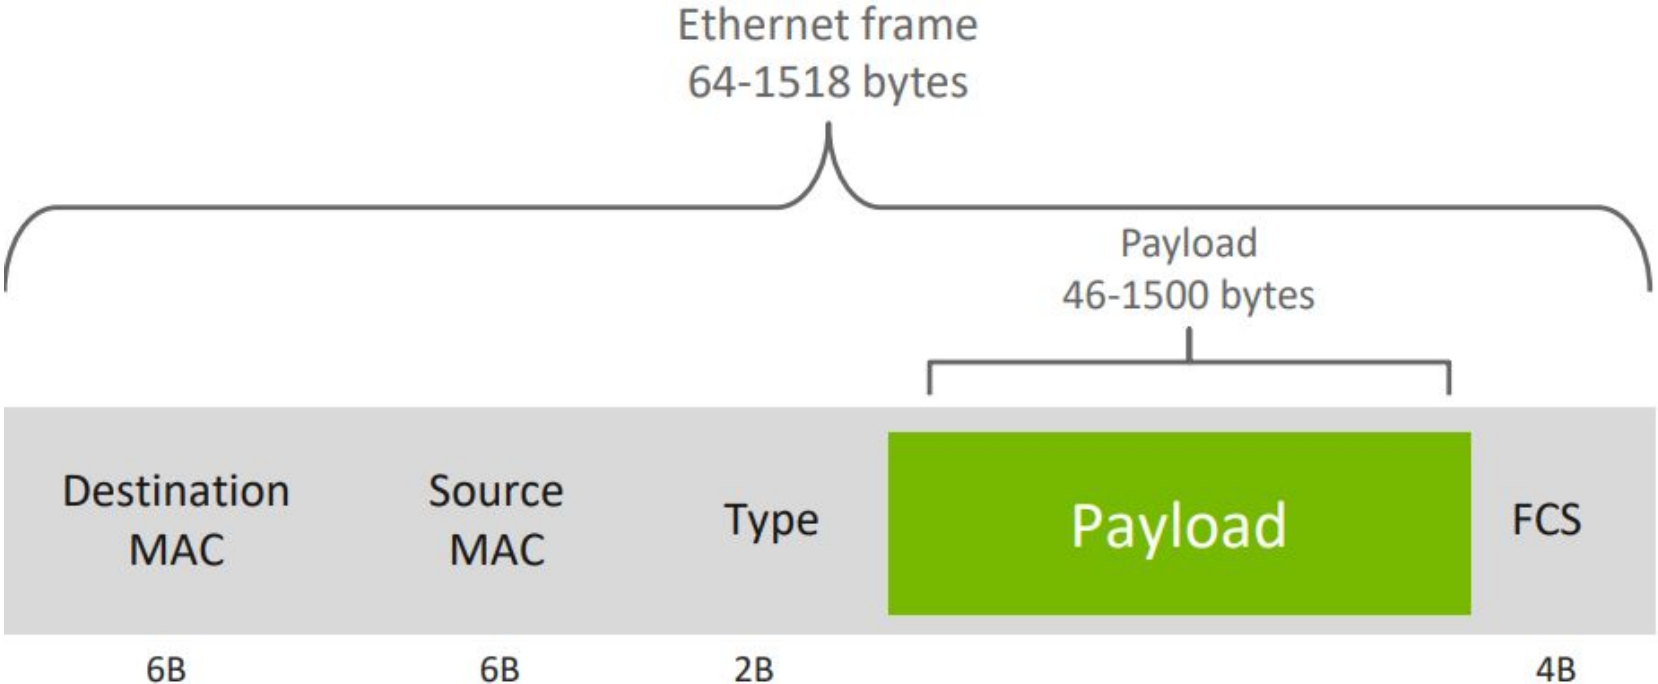 Ethernet frame
64-1518 bytes
Payload
46-1500 bytes
Destination
MAC
Source
MAC
Type
Payload
FCS
6B
6B
2B
4B